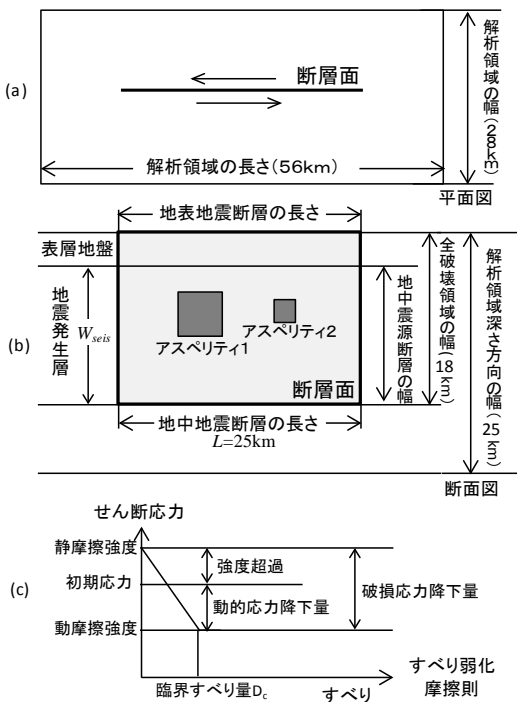 (a)
断層面
解析領域の長さ(56km)
解析領域の幅(28km)
平面図
(b)
地表地震断層の長さ
表層地盤
地震発生層
Wseis
アスペリティ1
アスペリティ2
断層面
地中震源断層の幅
全破壊領域の幅(18km)
解析領域深さ方向の幅(25km)
地中地震断層の長さ
L=25km
断面図
(c)
せん断応力
静摩擦強度
初期応力
動摩擦強度
強度超過
動的応力降下量
破損応力降下量
臨界すべり量Dc
すべり
すべり弱化
摩擦則